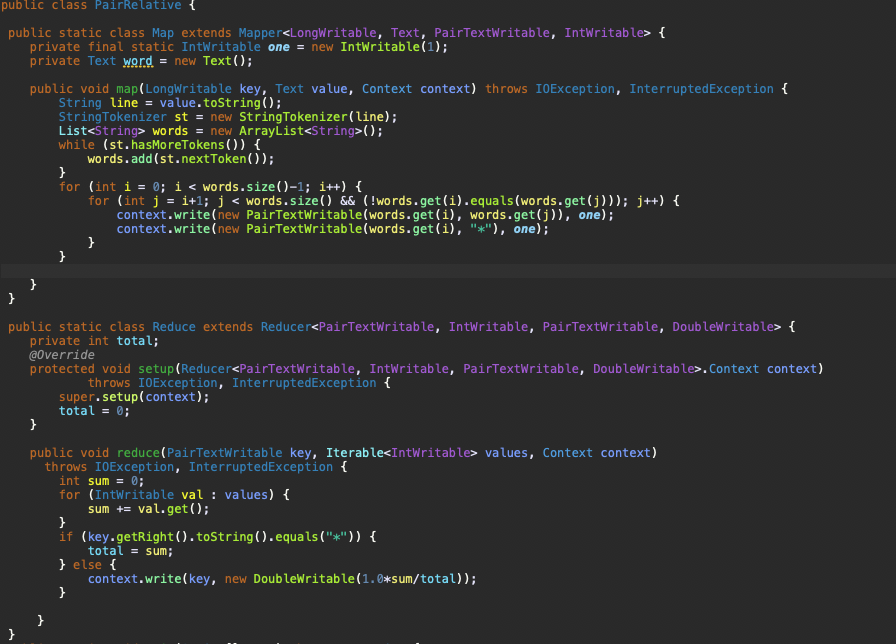 public class PairRelative {
public static class Map extends Mapper<LongWritable, Text, PairTextWritable, IntWritable> {
private final static IntWritable one = new IntWritable(1);
private Text word = new Text();
public void map(LongWritable key, Text value, Context context) throws IOException, InterruptedException {
String line = value.toString();
StringTokenizer st = new StringTokenizer(line);
List<String> words = new ArrayList<String>();
while (st.hasMoreTokens()) {
words.add(st.nextToken());
}
for (int i = 0; i < words.size()-1; i++) {
for (int j = i+1; j < words.size() && (!words.get(i).equals(words.get(j))); j++) {
context.write(new PairTextWritable(words.get(i), words.get(j)), one);
context.write(new PairTextWritable(words.get(i), "*"), one);
}
}
}
}
public static class Reduce extends Reducer<PairTextWritable, IntWritable, PairTextWritable, DoubleWritable> {
private int total;
@Override
protected void setup(Reducer<PairTextWritable, IntWritable, PairTextWritable, DoubleWritable>.Context context)
throws IOException, InterruptedException {
super.setup(context);
total = 0;
}
public void reduce(PairTextWritable key, Iterable<IntWritable> values, Context context)
throws IOException, InterruptedException {
int sum = 0;
for (IntWritable val : values) {
sum += val.get();
}
if (key.getRight().toString().equals("*")) {
total = sum;
} else {
context.write(key, new DoubleWritable(1.0*sum/total));
}
}
}